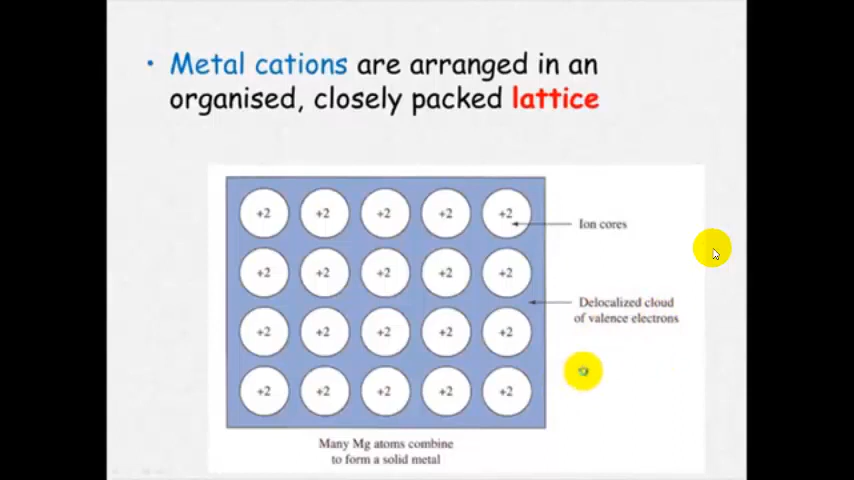 • Metal cations are arranged in an
organised, closely packed lattice
+2 +2 +2 +2 +2
Ion cores
+2 +2 +2 +2 +2
Delocalized cloud
of valence electrons
+2 +2 +2 +2 +2
+2 +2 +2 +2 +2
Many Mg atoms combine
to form a solid metal